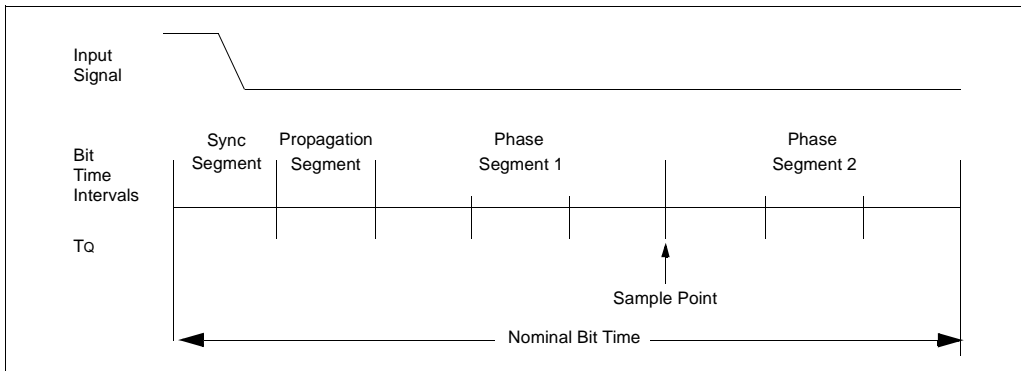 Input
Signal
Sync
Segment
Propagation
Segment
Phase
Segment 1
Phase
Segment 2
Bit
Time
Intervals
TQ
Sample Point
Nominal Bit Time